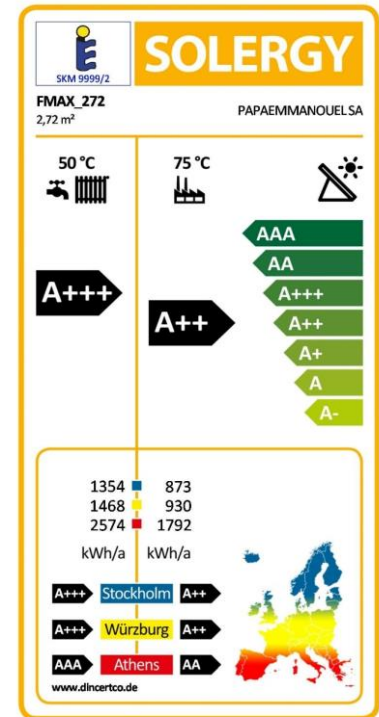 SOLERGY
SKM 9999/2
FMAX_272
2,72 m²
PAPAEMMANOUEL SA
50 °C
75 °C
A+++
A++
AAA
AA
A+++
A++
A+
A
A-
1354 873
1468 930
2574 1792
kWh/a kWh/a
A+++ Stockholm A++
A+++ Würzburg A++
AAA Athens AA
www.dincertco.de